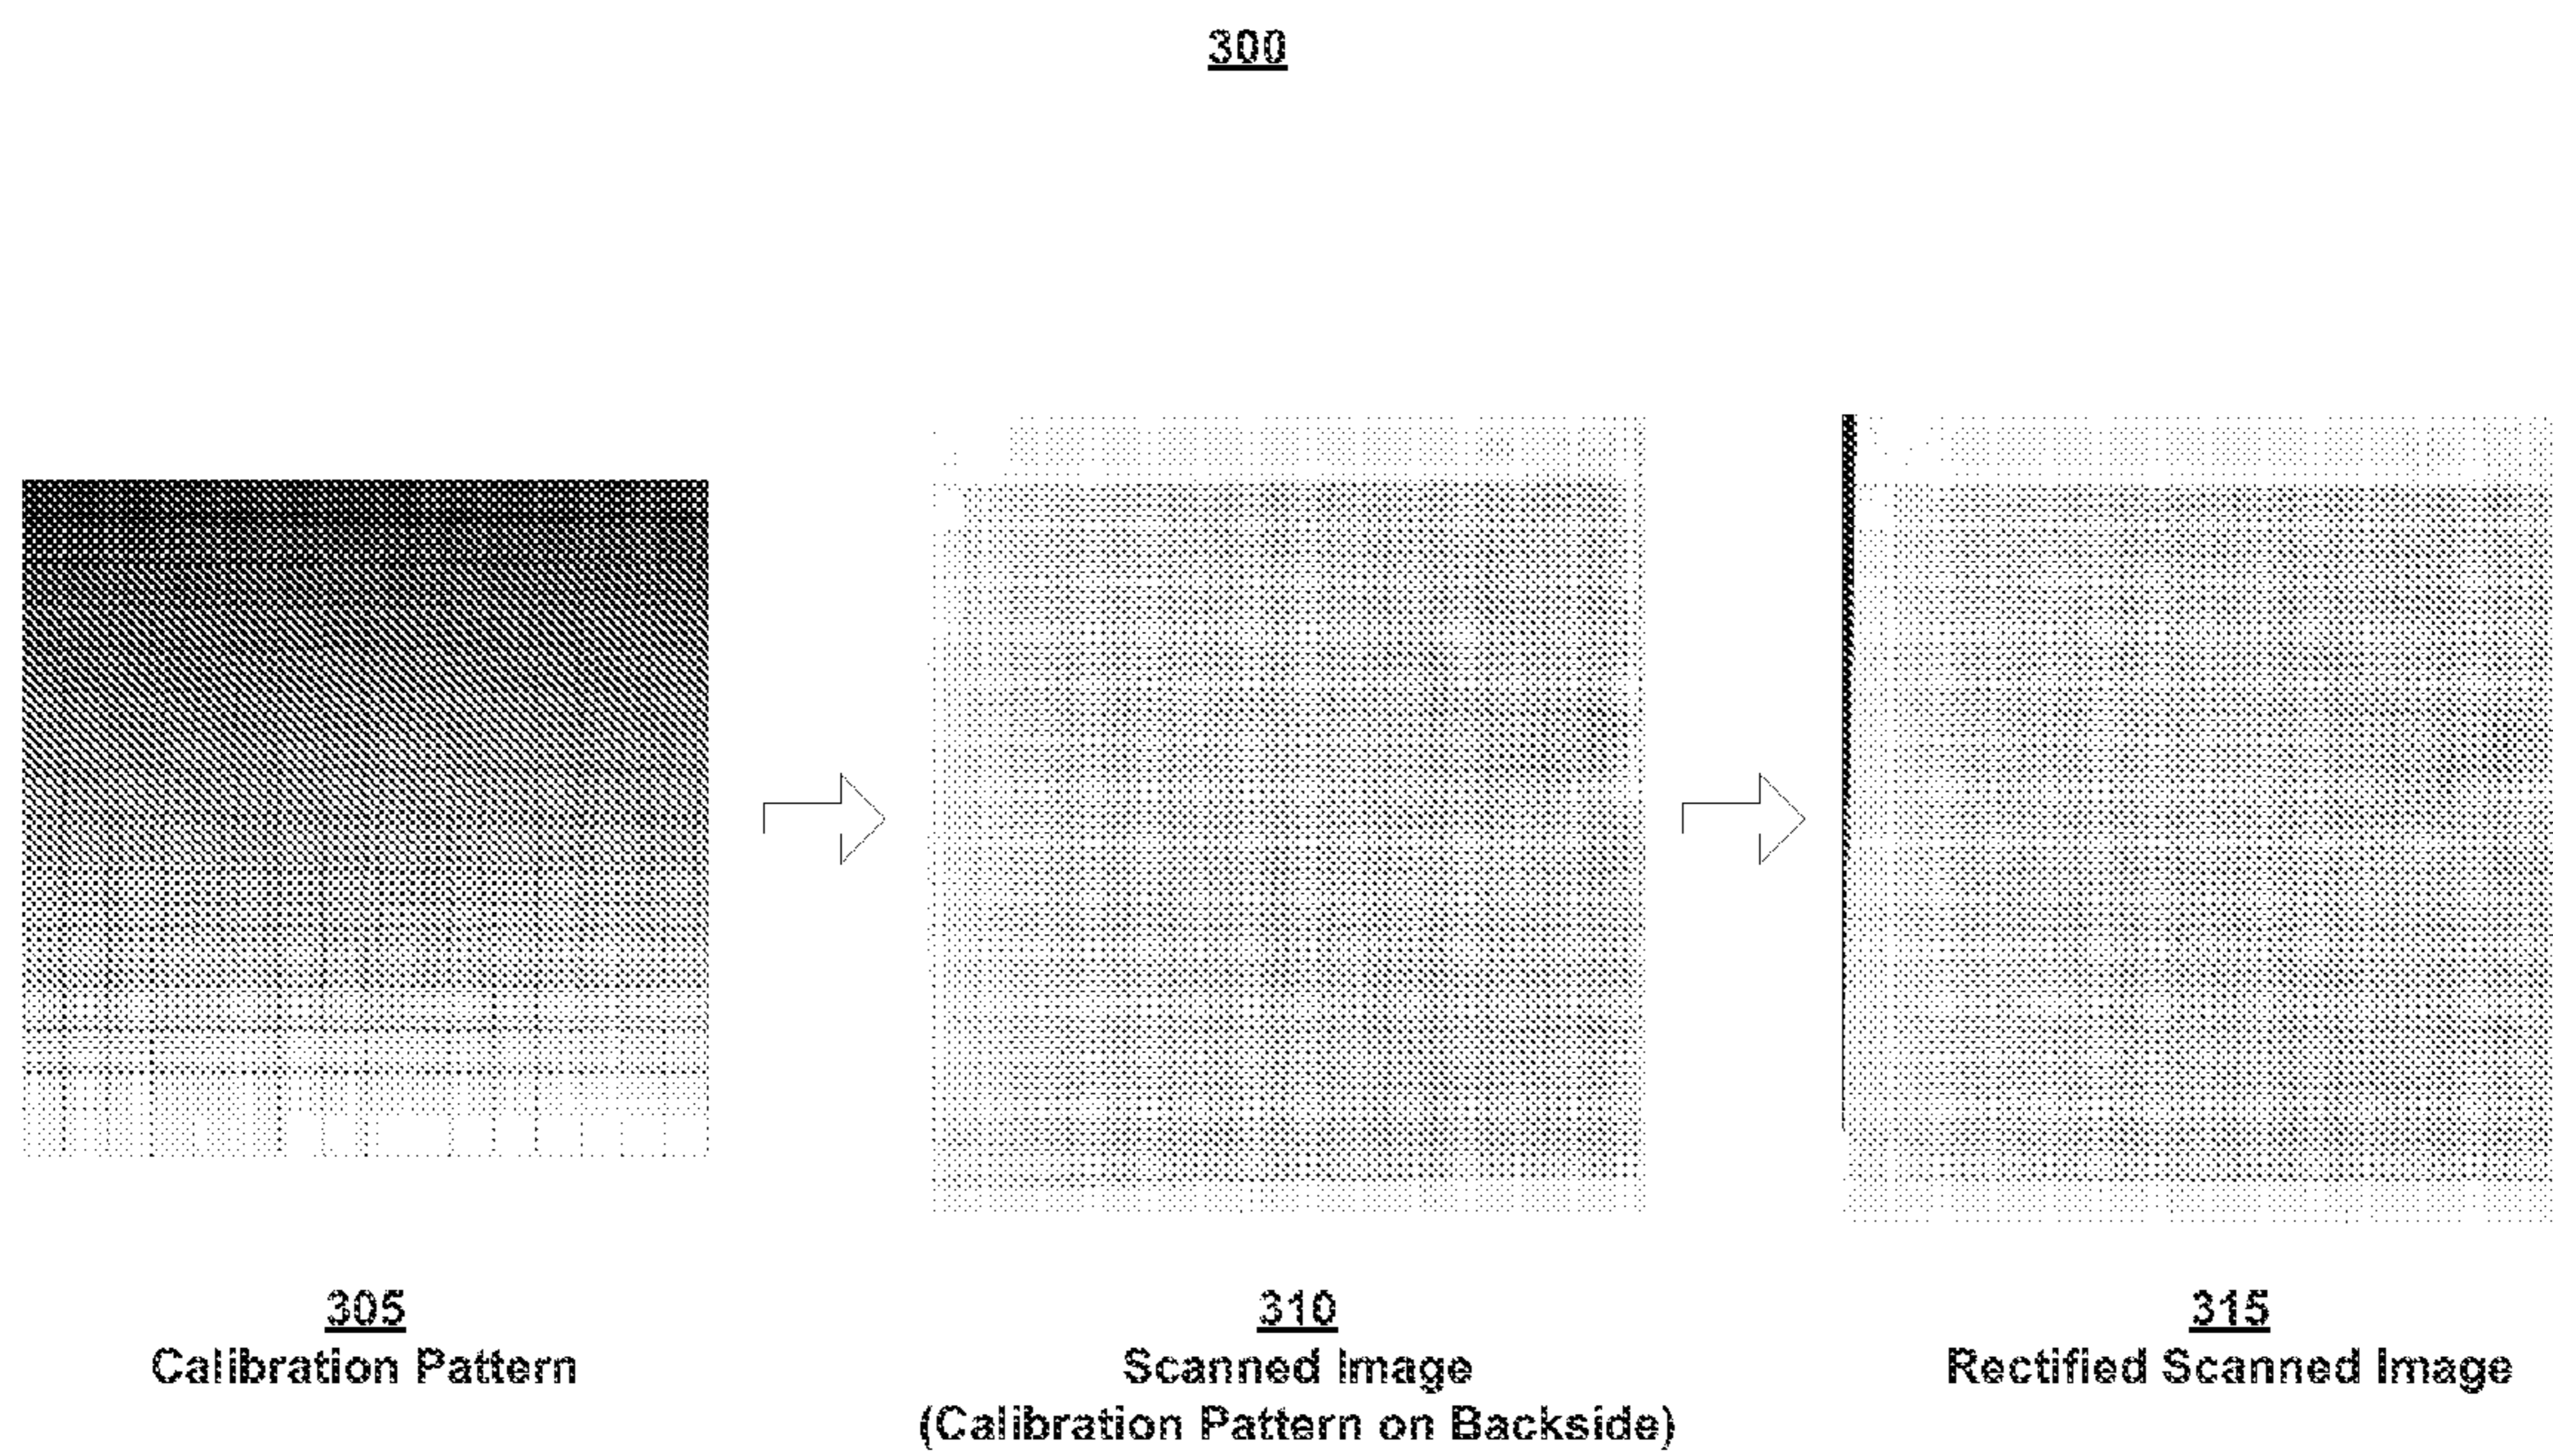 300
305
Calibration Pattern
310
Scanned Image
(Calibration Pattern on Backside)
315
Rectified Scanned Image